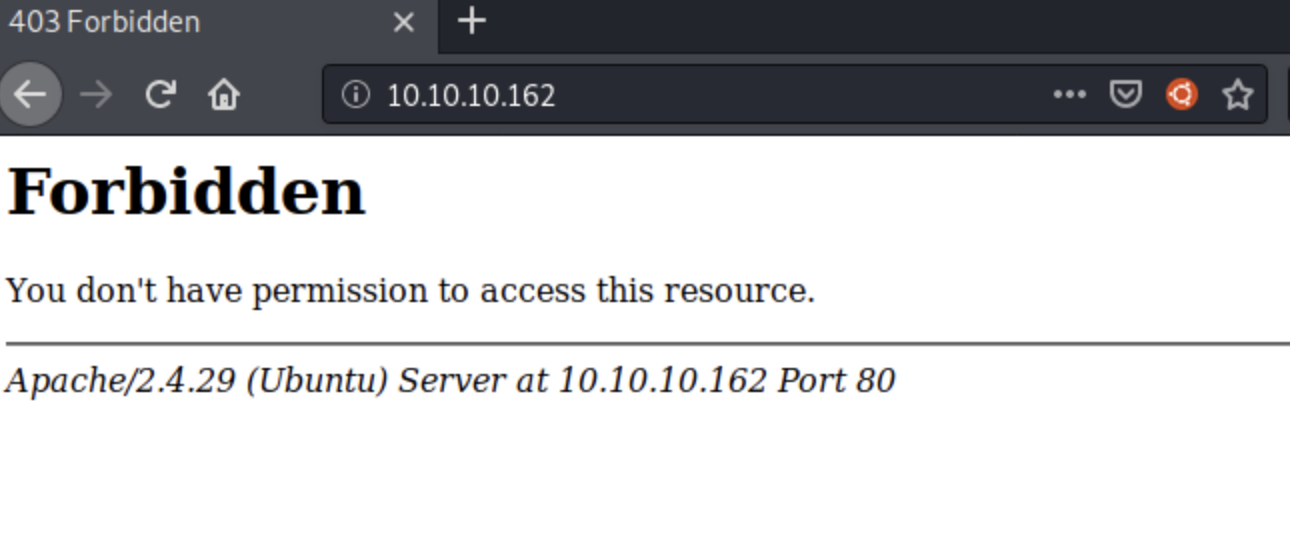 403 Forbidden
10.10.10.162
Forbidden
You don't have permission to access this resource.
Apache/2.4.29 (Ubuntu) Server at 10.10.10.162 Port 80